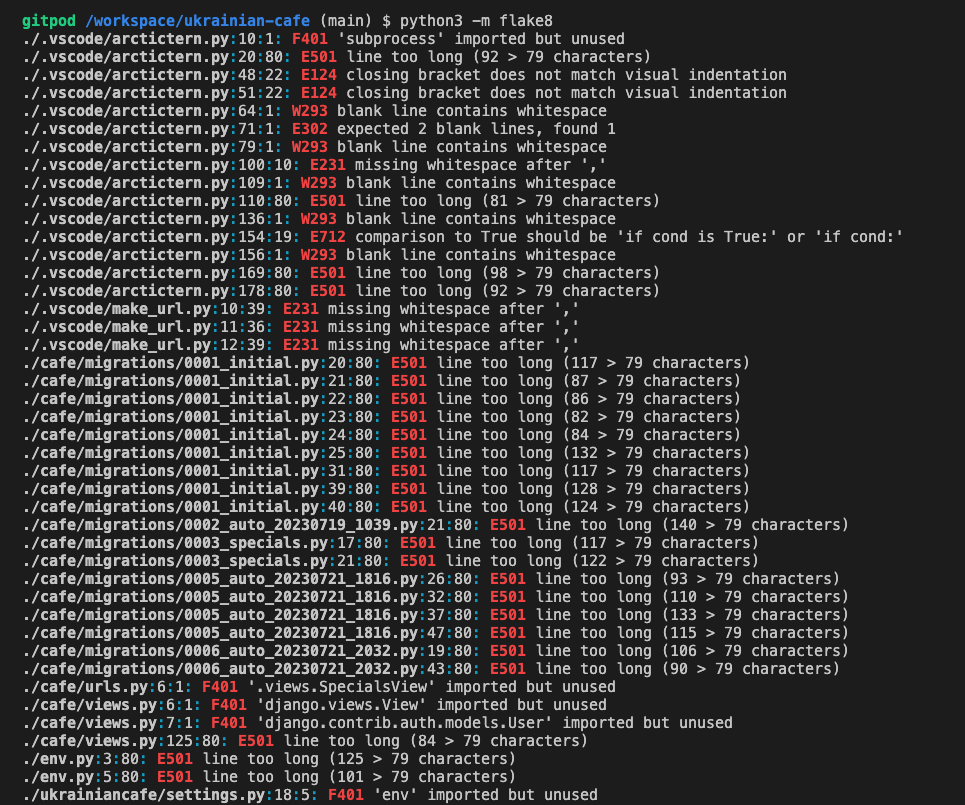 gitpod /workspace/ukrainian-cafe (main) $ python3 -m flake8
./.vscode/arctictern.py:10:1: F401 'subprocess' imported but unused
./.vscode/arctictern.py:20:80: E501 line too long (92 > 79 characters)
./.vscode/arctictern.py:48:22: E124 closing bracket does not match visual indentation
./.vscode/arctictern.py:51:22: E124 closing bracket does not match visual indentation
./.vscode/arctictern.py:64:1: W293 blank line contains whitespace
./.vscode/arctictern.py:71:1: E302 expected 2 blank lines, found 1
./.vscode/arctictern.py:79:1: W293 blank line contains whitespace
./.vscode/arctictern.py:100:10: E231 missing whitespace after ','
./.vscode/arctictern.py:109:1: W293 blank line contains whitespace
./.vscode/arctictern.py:110:80: E501 line too long (81 > 79 characters)
./.vscode/arctictern.py:136:1: W293 blank line contains whitespace
./.vscode/arctictern.py:154:19: E712 comparison to True should be 'if cond is True:' or 'if cond:'
./.vscode/arctictern.py:156:1: W293 blank line contains whitespace
./.vscode/arctictern.py:169:80: E501 line too long (98 > 79 characters)
./.vscode/arctictern.py:178:80: E501 line too long (92 > 79 characters)
./.vscode/make_url.py:10:39: E231 missing whitespace after ','
./.vscode/make_url.py:11:36: E231 missing whitespace after ','
./.vscode/make_url.py:12:39: E231 missing whitespace after ','
./cafe/migrations/0001_initial.py:20:80: E501 line too long (117 > 79 characters)
./cafe/migrations/0001_initial.py:21:80: E501 line too long (87 > 79 characters)
./cafe/migrations/0001_initial.py:22:80: E501 line too long (86 > 79 characters)
./cafe/migrations/0001_initial.py:23:80: E501 line too long (82 > 79 characters)
./cafe/migrations/0001_initial.py:24:80: E501 line too long (84 > 79 characters)
./cafe/migrations/0001_initial.py:25:80: E501 line too long (132 > 79 characters)
./cafe/migrations/0001_initial.py:31:80: E501 line too long (117 > 79 characters)
./cafe/migrations/0001_initial.py:39:80: E501 line too long (128 > 79 characters)
./cafe/migrations/0001_initial.py:40:80: E501 line too long (124 > 79 characters)
./cafe/migrations/0002_auto_20230719_1039.py:21:80: E501 line too long (140 > 79 characters)
./cafe/migrations/0003_specials.py:17:80: E501 line too long (117 > 79 characters)
./cafe/migrations/0003_specials.py:21:80: E501 line too long (122 > 79 characters)
./cafe/migrations/0005_auto_20230721_1816.py:26:80: E501 line too long (93 > 79 characters)
./cafe/migrations/0005_auto_20230721_1816.py:32:80: E501 line too long (110 > 79 characters)
./cafe/migrations/0005_auto_20230721_1816.py:37:80: E501 line too long (133 > 79 characters)
./cafe/migrations/0005_auto_20230721_1816.py:47:80: E501 line too long (115 > 79 characters)
./cafe/migrations/0006_auto_20230721_2032.py:19:80: E501 line too long (106 > 79 characters)
./cafe/migrations/0006_auto_20230721_2032.py:43:80: E501 line too long (90 > 79 characters)
./cafe/urls.py:6:1: F401 '.views.SpecialsView' imported but unused
./cafe/views.py:6:1: F401 'django.views.View' imported but unused
./cafe/views.py:7:1: F401 'django.contrib.auth.models.User' imported but unused
./cafe/views.py:125:80: E501 line too long (84 > 79 characters)
./env.py:3:80: E501 line too long (125 > 79 characters)
./env.py:5:80: E501 line too long (101 > 79 characters)
./ukrainiancafe/settings.py:18:5: F401 'env' imported but unused